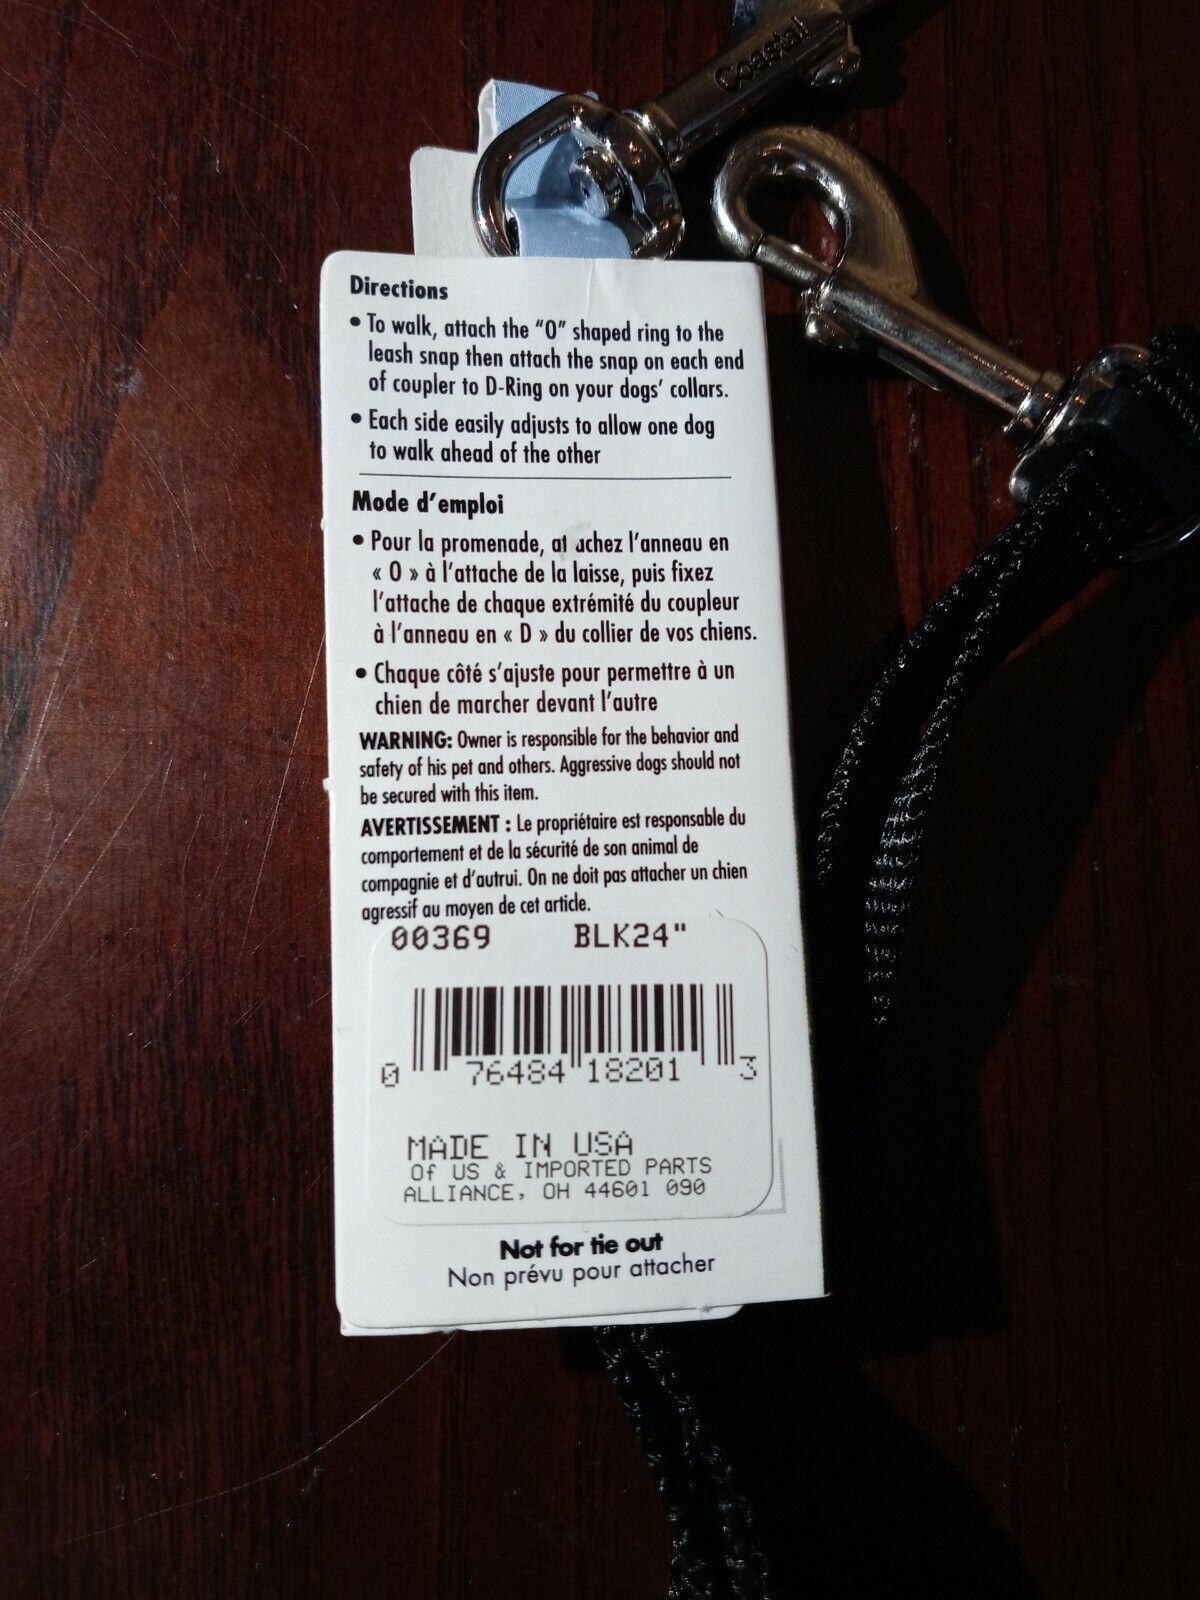 Coastal
Directions
• To walk, attach the “O” shaped ring to the
leash snap then attach the snap on each end
of coupler to D-Ring on your dogs’ collars.
• Each side easily adjusts to allow one dog
to walk ahead of the other
Mode d’emploi
• Pour la promenade, attachez l’anneau en
« O » à l’attache de la laisse, puis fixez
l’attache de chaque extrémité du coupleur
à l’anneau en « D » du collier de vos chiens.
• Chaque côté s’ajuste pour permettre à un
chien de marcher devant l’autre
WARNING: Owner is responsible for the behavior and
safety of his pet and others. Aggressive dogs should not
be secured with this item.
AVERTISSEMENT : Le propriétaire est responsable du
comportement et de la sécurité de son animal de
compagnie et d’autrui. On ne doit pas attacher un chien
agressif au moyen de cet article.
00369 BLK24"
0 76484 18201 3
MADE IN USA
Of US & IMPORTED PARTS
ALLIANCE, OH 44601 090
Not for tie out
Non prévu pour attacher